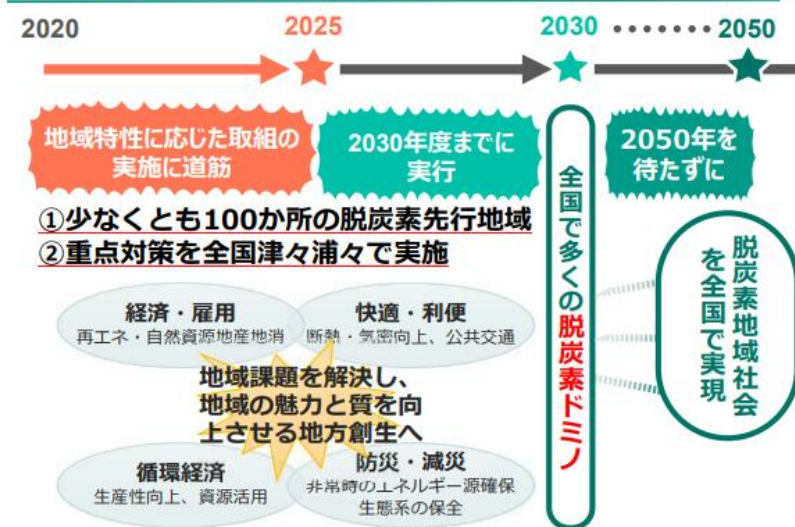 2020
2025
2030
2050
地域特性に応じた取組の
実施に道筋
2030年度までに
実行
2050年を
待たずに
①少なくとも100か所の脱炭素先行地域
②重点対策を全国津々浦々で実施
経済・雇用
再エネ・自然資源地産地消
快適・利便
断熱・気密向上、公共交通
地域課題を解決し、
地域の魅力と質を向
上させる地方創生へ
循環経済
生産性向上、資源活用
防災・減災
非常時のエネルギー源確保
生態系の保全
全国で多くの脱炭素ドミノ
脱炭素地域社会
を全国で実現